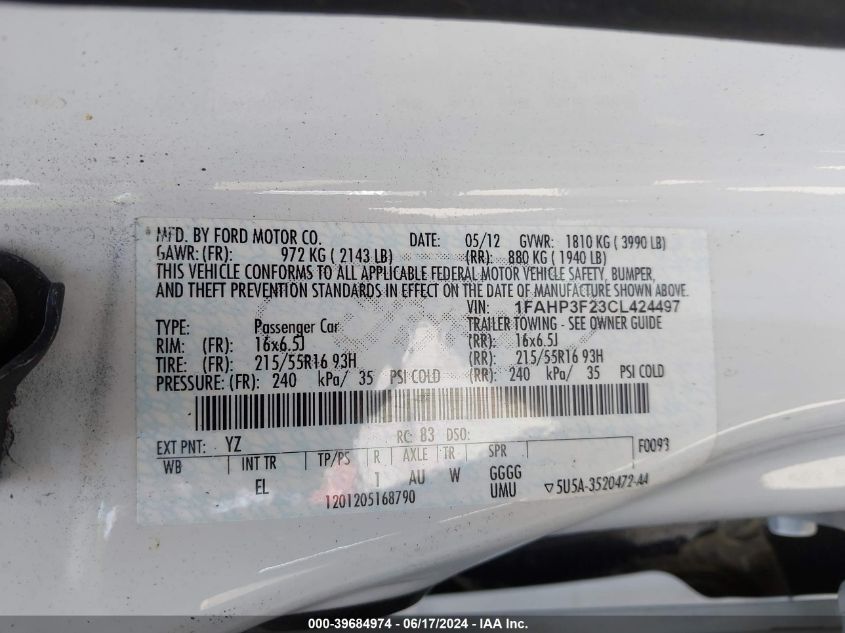 MFD. BY FORD MOTOR CO. DATE: 05/12 GVWR: 1810 KG ( 3990 LB)
GAWR: (FR): 972 KG ( 2143 LB) (RR): 880 KG ( 1940 LB)
THIS VEHICLE CONFORMS TO ALL APPLICABLE FEDERAL MOTOR VEHICLE SAFETY, BUMPER,
AND THEFT PREVENTION STANDARDS IN EFFECT ON THE DATE OF MANUFACTURE SHOWN ABOVE.
VIN: 1FAHP3F23CL424497
TYPE: Passenger Car TRAILER TOWING - SEE OWNER GUIDE
RIM: (FR): 16x6.5J (RR): 16x6.5J
TIRE: (FR): 215/55R16 93H (RR): 215/55R16 93H
PRESSURE: (FR): 240 kPa/ 35 PSI COLD (RR): 240 kPa/ 35 PSI COLD
RC: 83 DSO:
EXT PNT: YZ F0093
WB INT TR TP/PS R AXLE TR SPR
EL 1 AU W GGGG
UMU
1201205168790 5U5A-3520472-AA
000-39684974 - 06/17/2024 - IAA Inc.